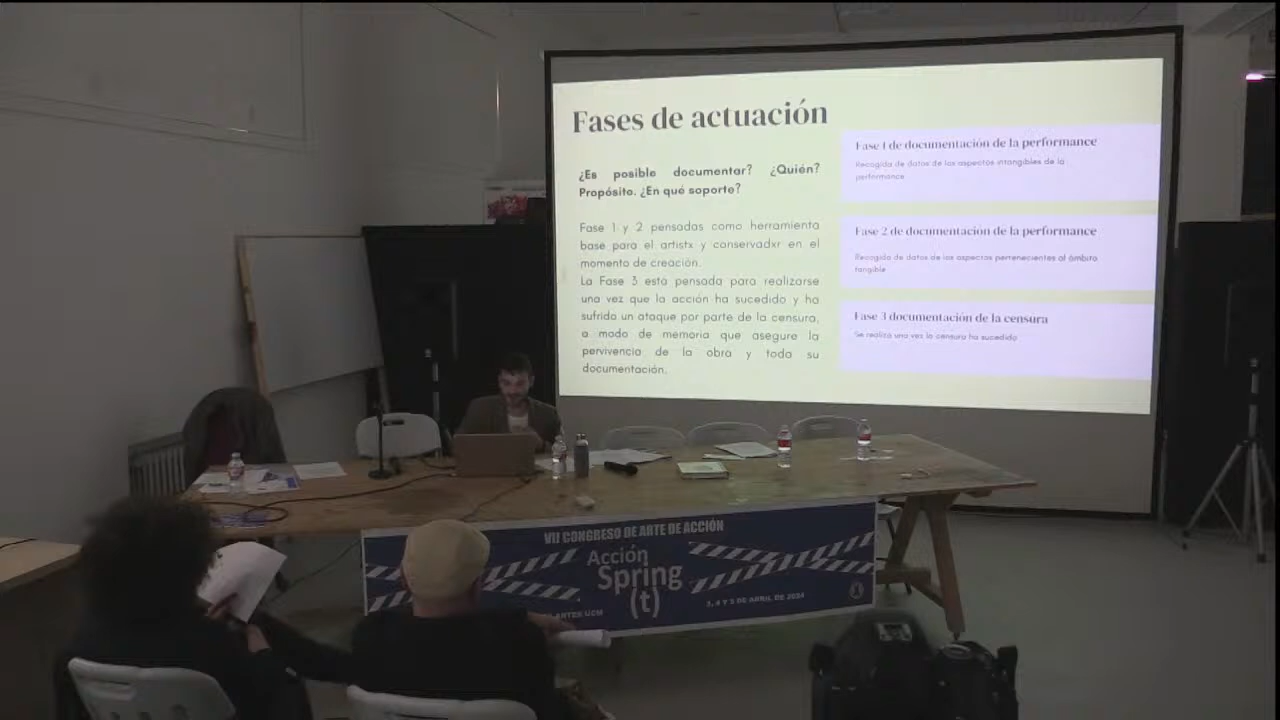 Fases de actuación
¿Es posible documentar? ¿Quién?
Propósito. ¿En qué soporte?
Fase 1 y 2 pensadas como herramienta
base para el artistx y conservadxr en el
momento de creación.
La Fase 3 está pensada para realizarse
una vez que la acción ha sucedido y ha
sufrido un ataque por parte de la censura,
a modo de memoria que asegure la
pervivencia de la obra y toda su
documentación.
Fase 1 de documentación de la performance
Recogida de datos de los aspectos intangibles de la
performance
Fase 2 de documentación de la performance
Recogida de datos de los aspectos pertenecientes al ámbito
tangible
Fase 3 documentación de la censura
Se realiza una vez la censura ha sucedido
VII CONGRESO DE ARTE DE ACCIÓN
Acción
Spring
(t)
ARTES UCM
3, 4 Y 5 DE ABRIL DE 2024